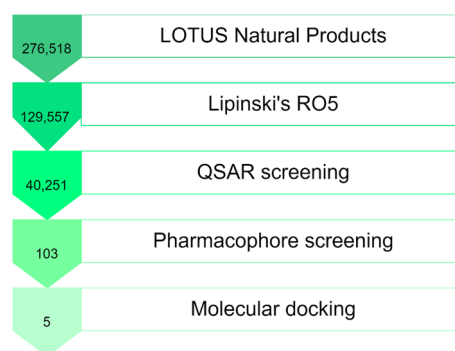 276,518
LOTUS Natural Products
129,557
Lipinski's RO5
40,251
QSAR screening
103
Pharmacophore screening
5
Molecular docking